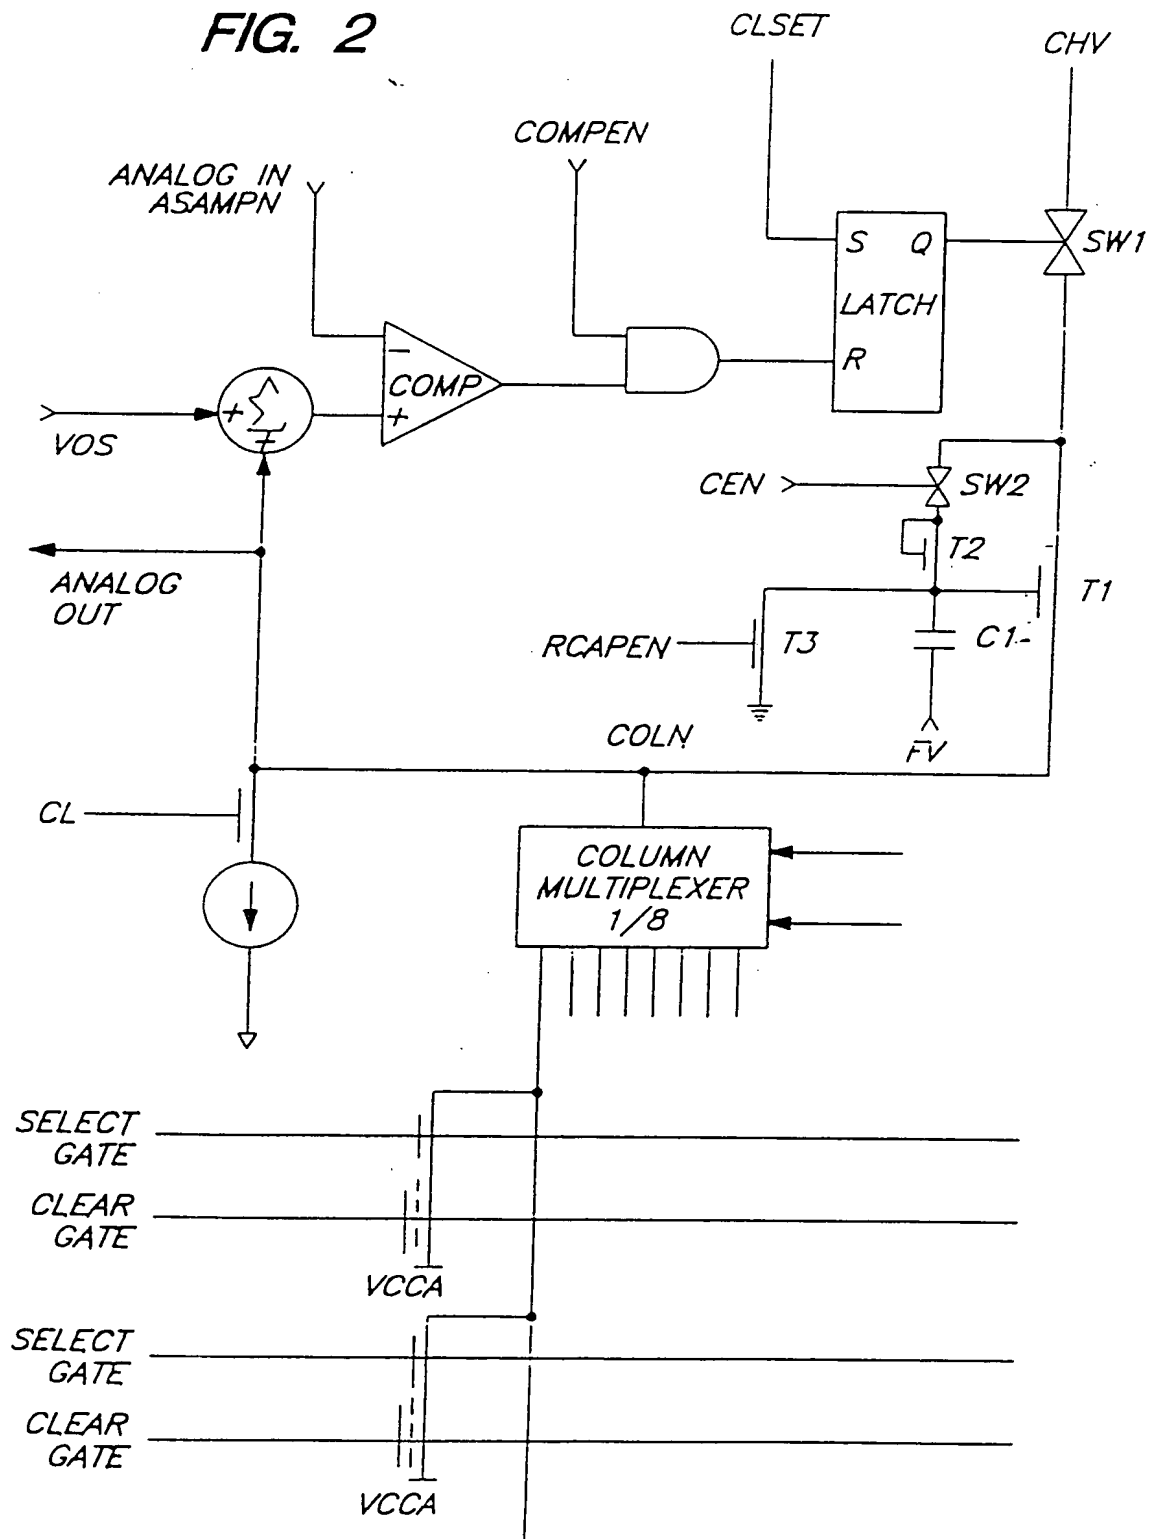 FIG. 2
CLSET
CHV
COMPEN
ANALOG IN
ASAMPN
S Q
SW1
LATCH
R
COMP
VOS
CEN
SW2
T2
ANALOG
OUT
T1
RCAPEN
T3
C1
FV
COLN
CL
COLUMN
MULTIPLEXER
1/8
SELECT
GATE
CLEAR
GATE
VCCA
SELECT
GATE
CLEAR
GATE
VCCA